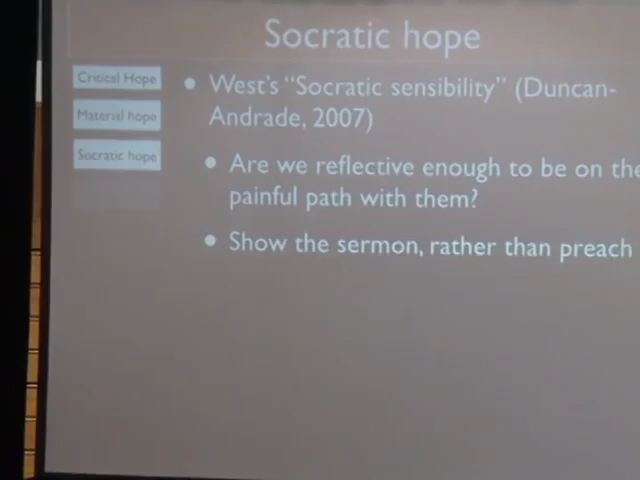 Socratic hope
Critical Hope
Material hope
Socratic hope
• West's "Socratic sensibility" (Duncan-
Andrade, 2007)
• Are we reflective enough to be on the
painful path with them?
• Show the sermon, rather than preach